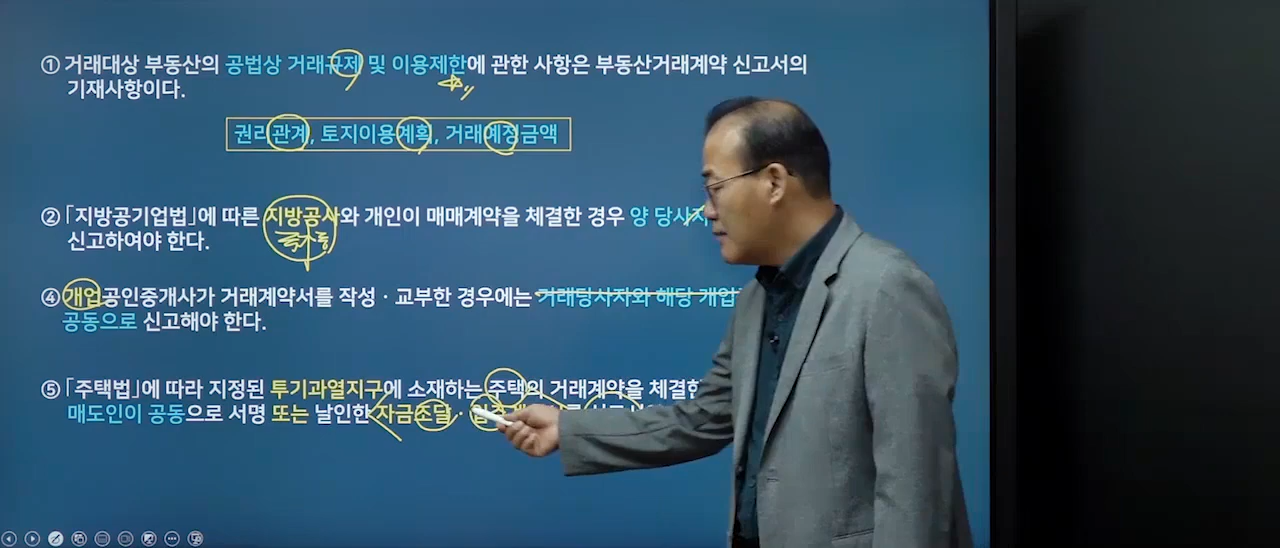 ① 거래대상 부동산의 공법상 거래규제 및 이용제한에 관한 사항은 부동산거래계약 신고서의
기재사항이다.
권리관계, 토지이용계획, 거래예정금액
② 「지방공기업법」에 따른 지방공사와 개인이 매매계약을 체결한 경우 양 당사자
신고하여야 한다.
④ 개업공인중개사가 거래계약서를 작성 · 교부한 경우에는 거래당사자와 해당 개업
공동으로 신고해야 한다.
⑤ 「주택법」에 따라 지정된 투기과열지구에 소재하는 주택의 거래계약을 체결한
매도인이 공동으로 서명 또는 날인한 자금조달 ·